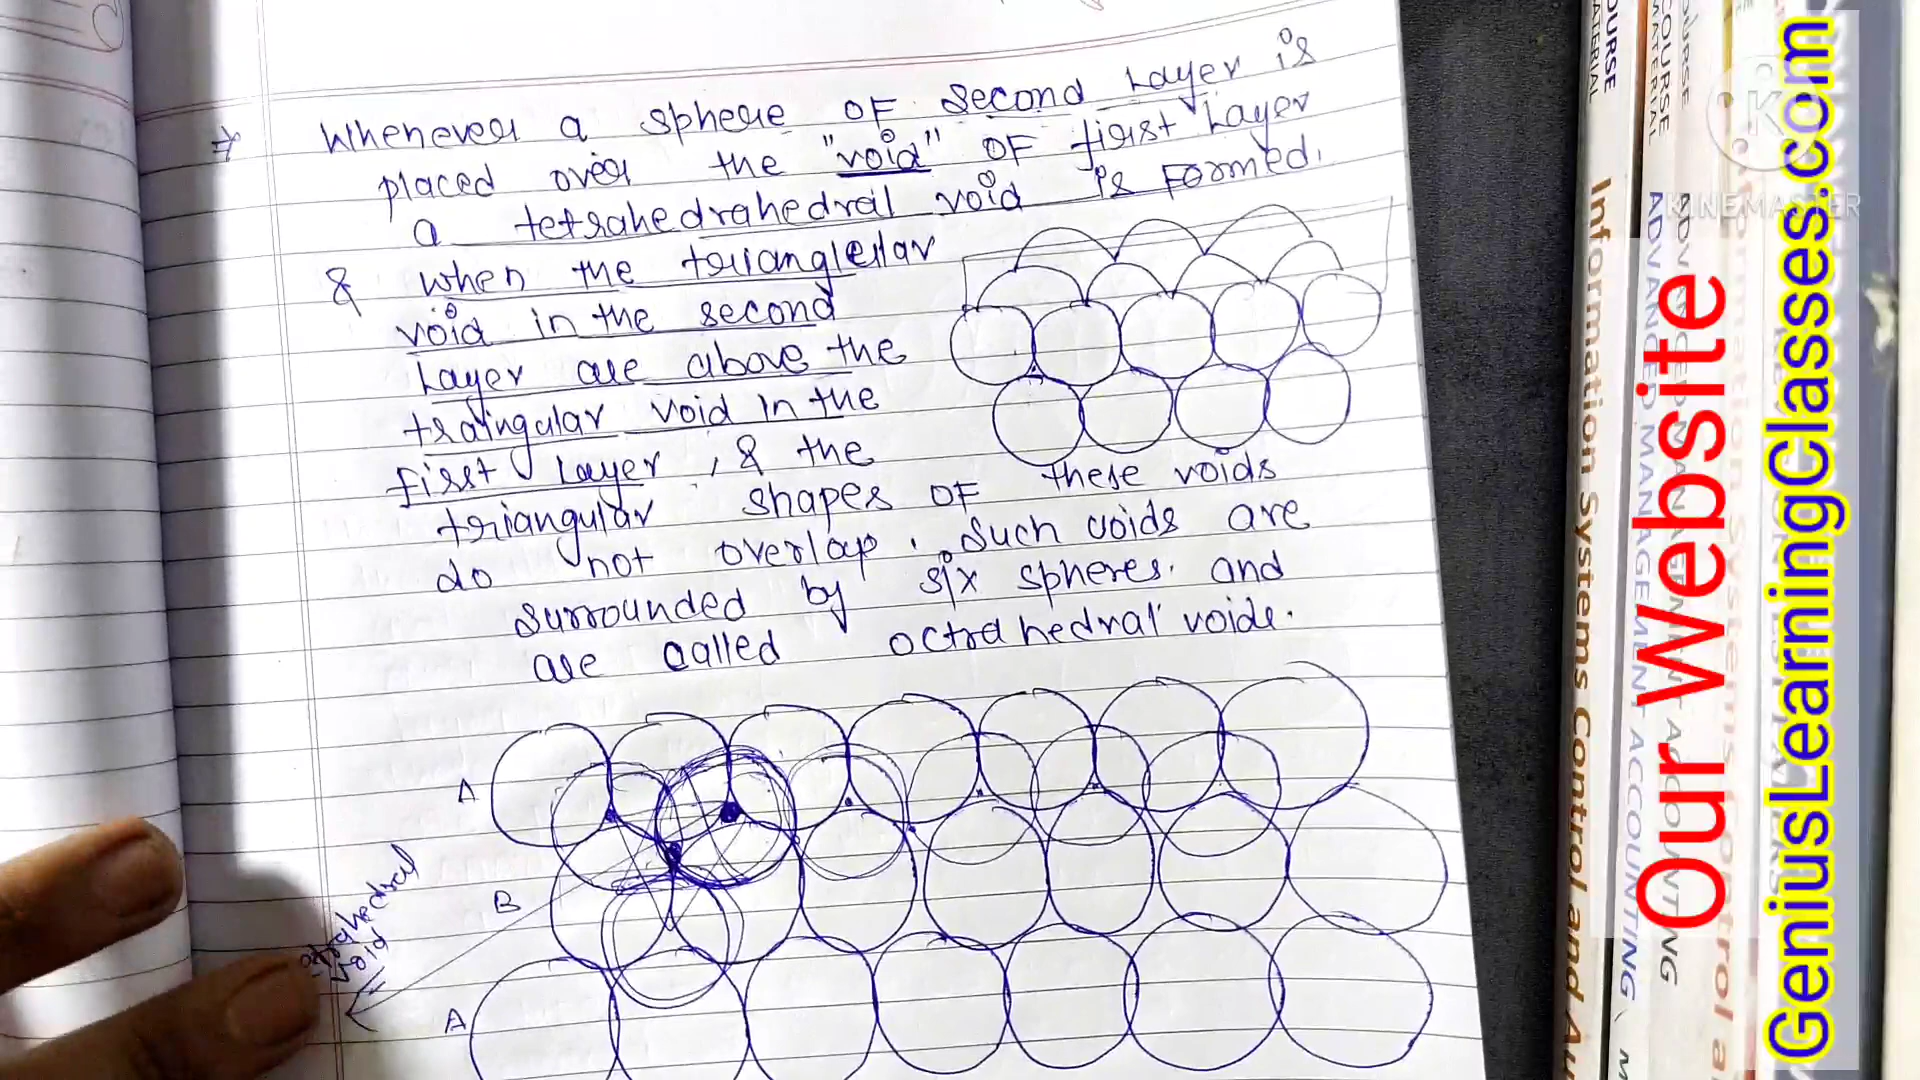 Whenever a sphere OF second Layer is
placed over the "void" OF first Layer
a tetrahedrahedral void is Formed.
& when the trianglellar
void in the second
Layer are above the
traingular void in the
First Layer, & the
triangular shapes OF these voids
do not overlap. Such voids are
surrounded by six spheres. and
are called octrahedral voids.
A
B
A
void
Our Website
GeniusLearningClasses.com
KINEMASTER
COURSE
MATERIAL
Information Systems Control and
ADVANCED MANAGEMENT ACCOUNTING